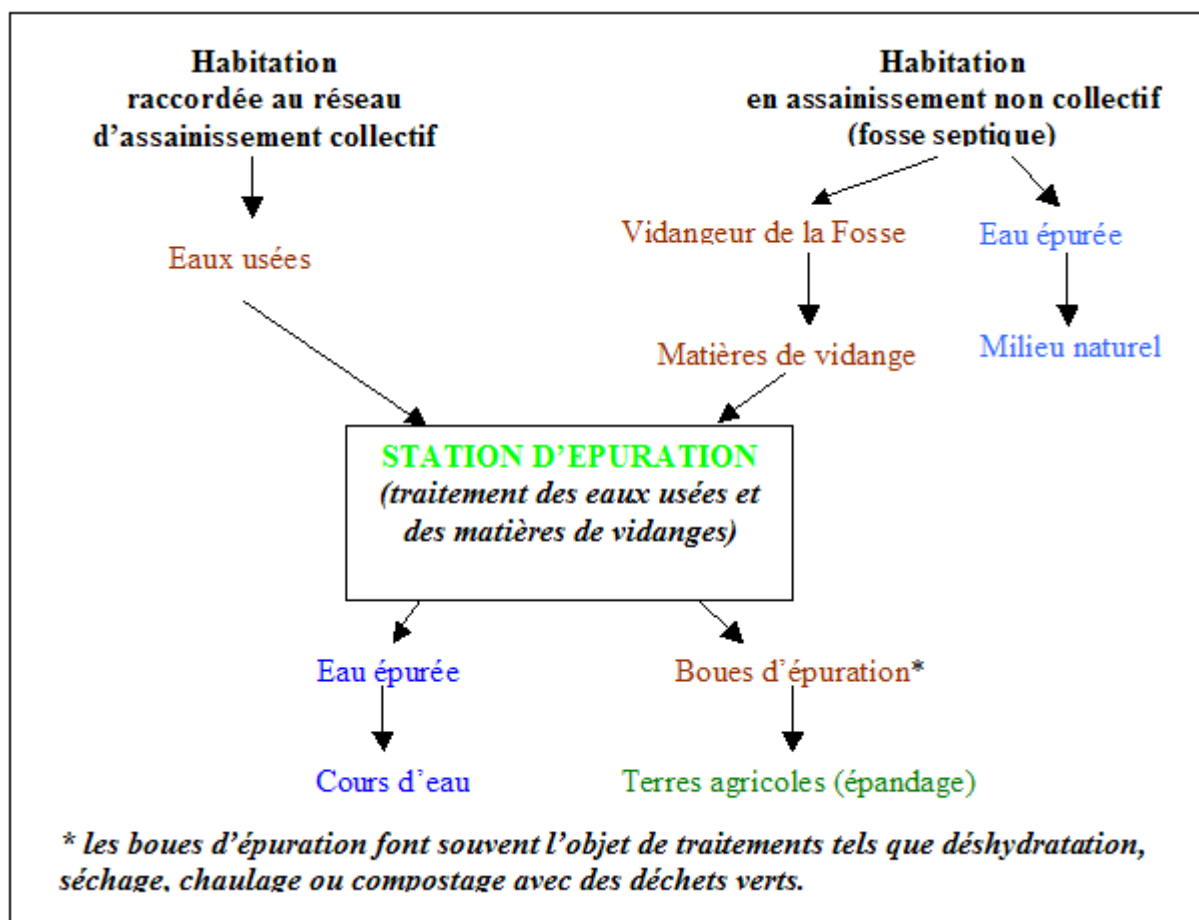 Habitation
raccordée au réseau
d'assainissement collectif
Habitation
en assainissement non collectif
(fosse septique)
Eaux usées
Vidangeur de la Fosse
Eau épurée
Matières de vidange
Milieu naturel
STATION D'EPURATION
(traitement des eaux usées et
des matières de vidanges)
Eau épurée
Boues d'épuration*
Cours d'eau
Terres agricoles (épandage)
* les boues d'épuration font souvent l'objet de traitements tels que déshydratation,
séchage, chaulage ou compostage avec des déchets verts.